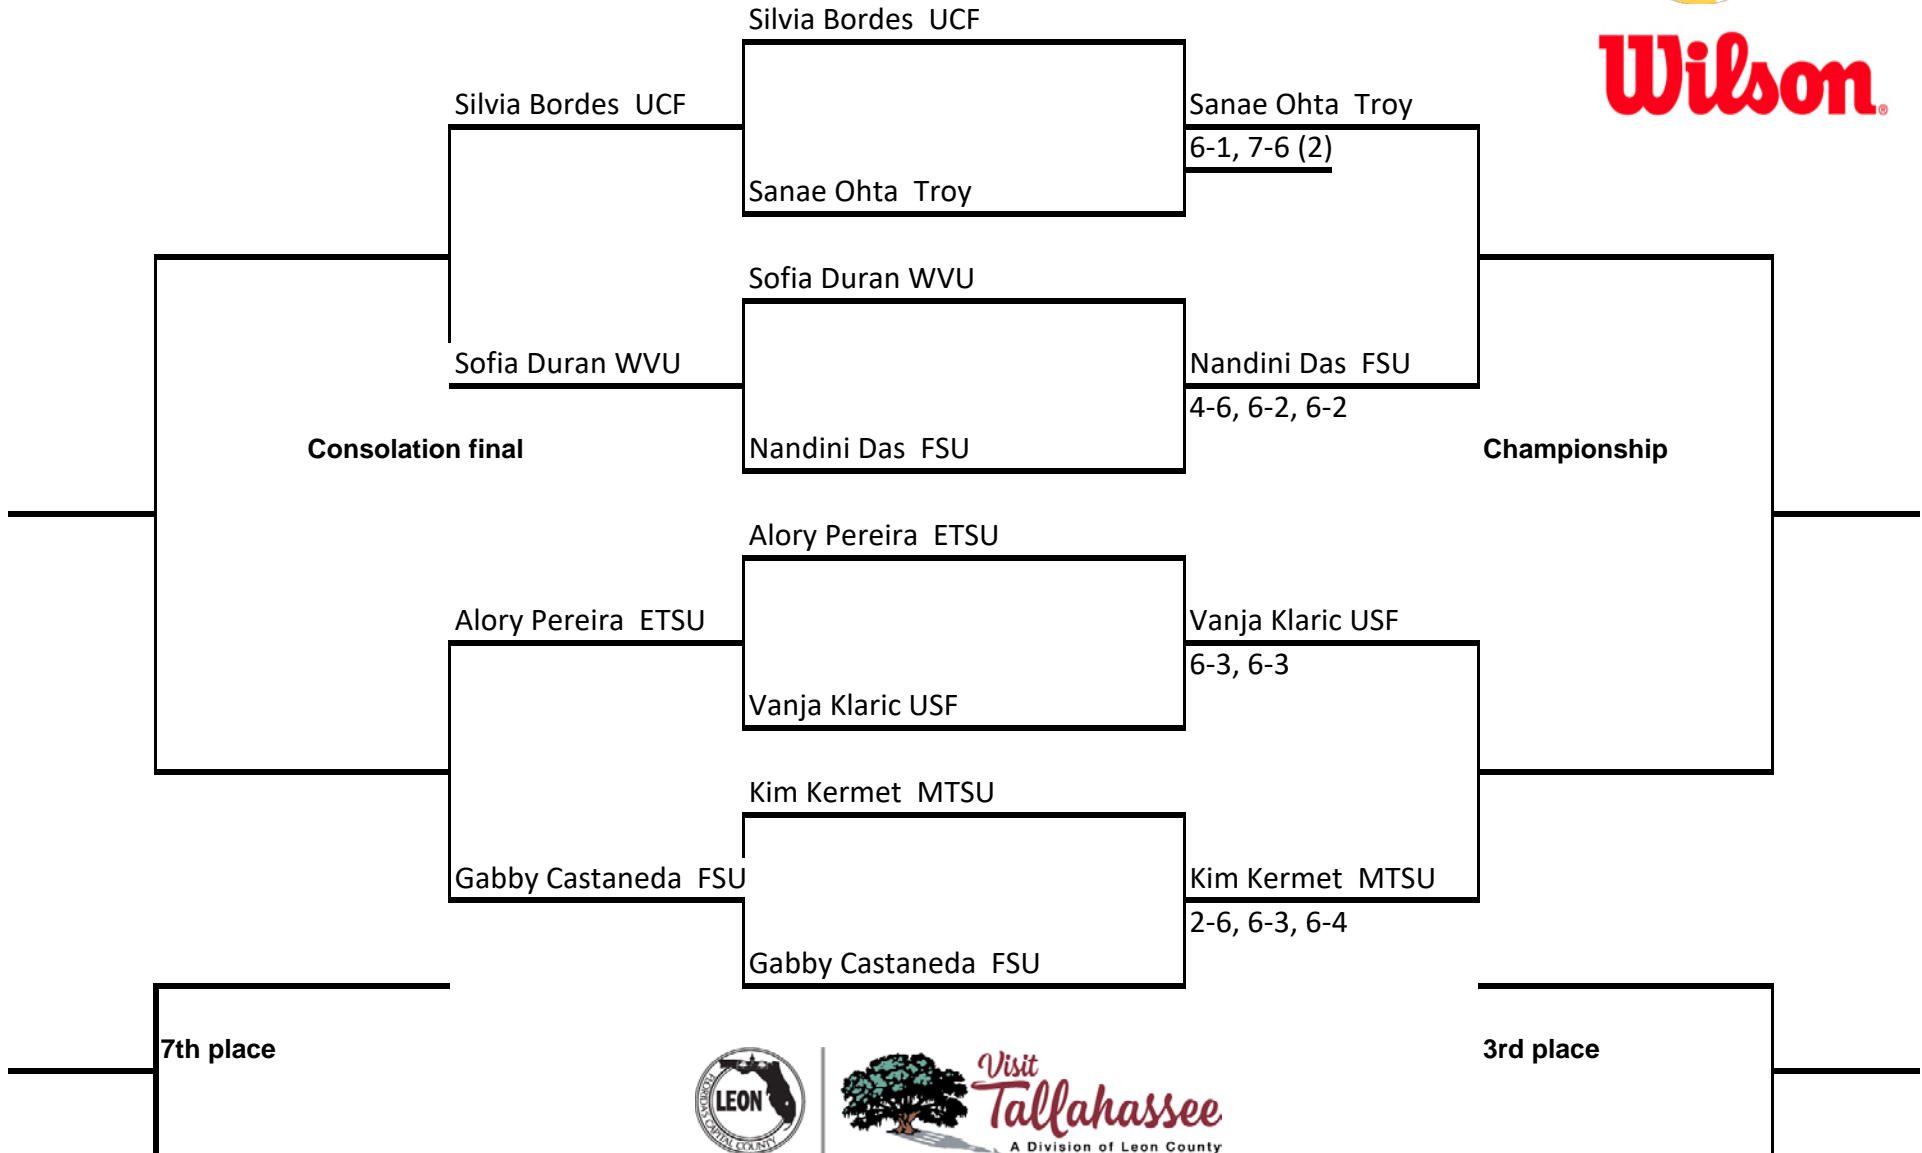 Silvia Bordes  UCF
Wilson
Silvia Bordes  UCF
Sanae Ohta  Troy
6-1, 7-6 (2)
Sanae Ohta  Troy
Sofia Duran WVU
Sofia Duran WVU
Nandini Das  FSU
4-6, 6-2, 6-2
Consolation final
Nandini Das  FSU
Championship
Alory Pereira  ETSU
Alory Pereira  ETSU
Vanja Klaric USF
6-3, 6-3
Vanja Klaric USF
Kim Kermet  MTSU
Gabby Castaneda  FSU
Kim Kermet  MTSU
2-6, 6-3, 6-4
Gabby Castaneda  FSU
7th place
3rd place
FLORIDA'S CAPITAL COUNTY
LEON
Visit
Tallahassee
A Division of Leon County